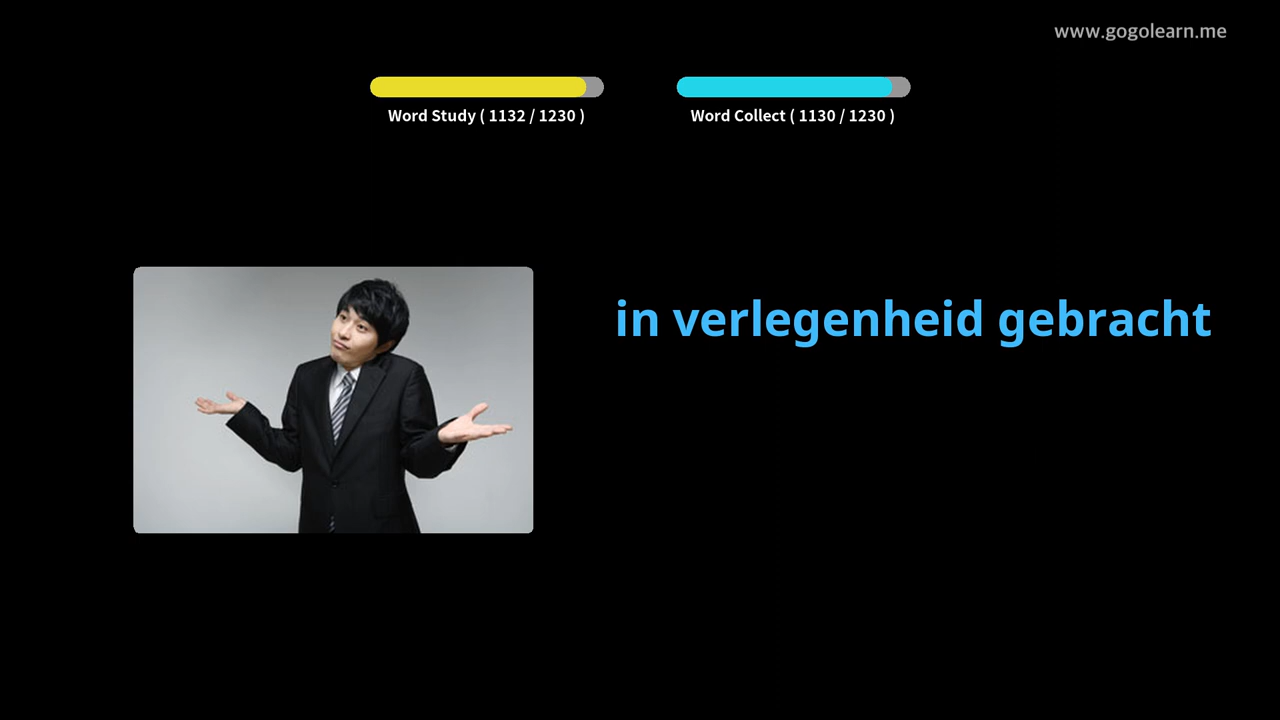 www.gogolearn.me
Word Study ( 1132 / 1230 )
Word Collect ( 1130 / 1230 )
in verlegenheid gebracht